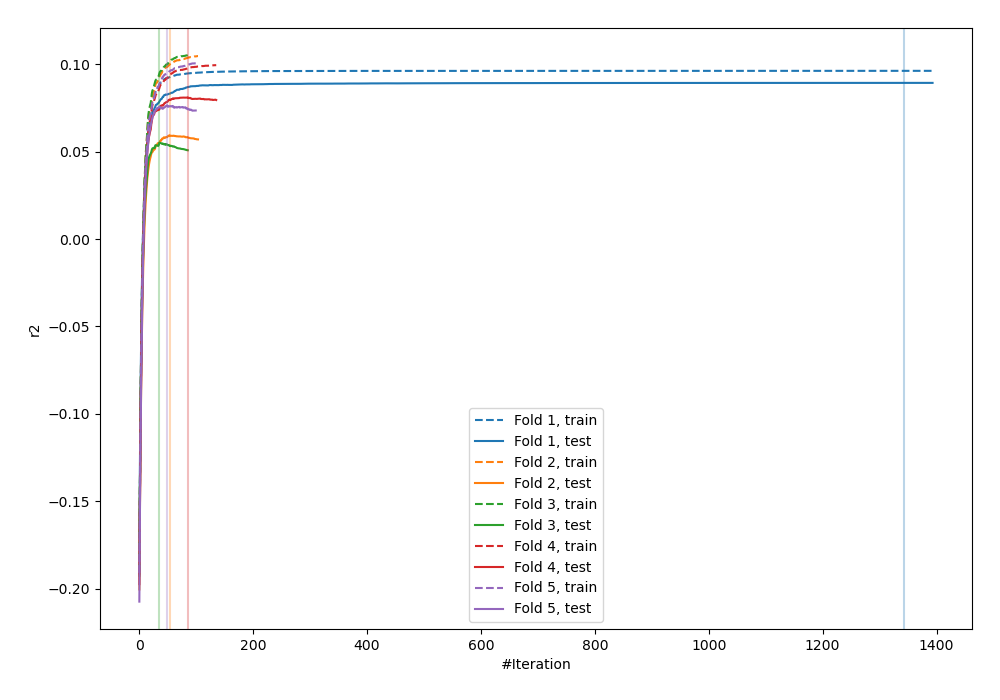 0.10
0.05
0.00
−0.05
−0.10
−0.15
−0.20
r2
0
200
400
600
800
1000
1200
1400
#Iteration
Fold 1, train
Fold 1, test
Fold 2, train
Fold 2, test
Fold 3, train
Fold 3, test
Fold 4, train
Fold 4, test
Fold 5, train
Fold 5, test